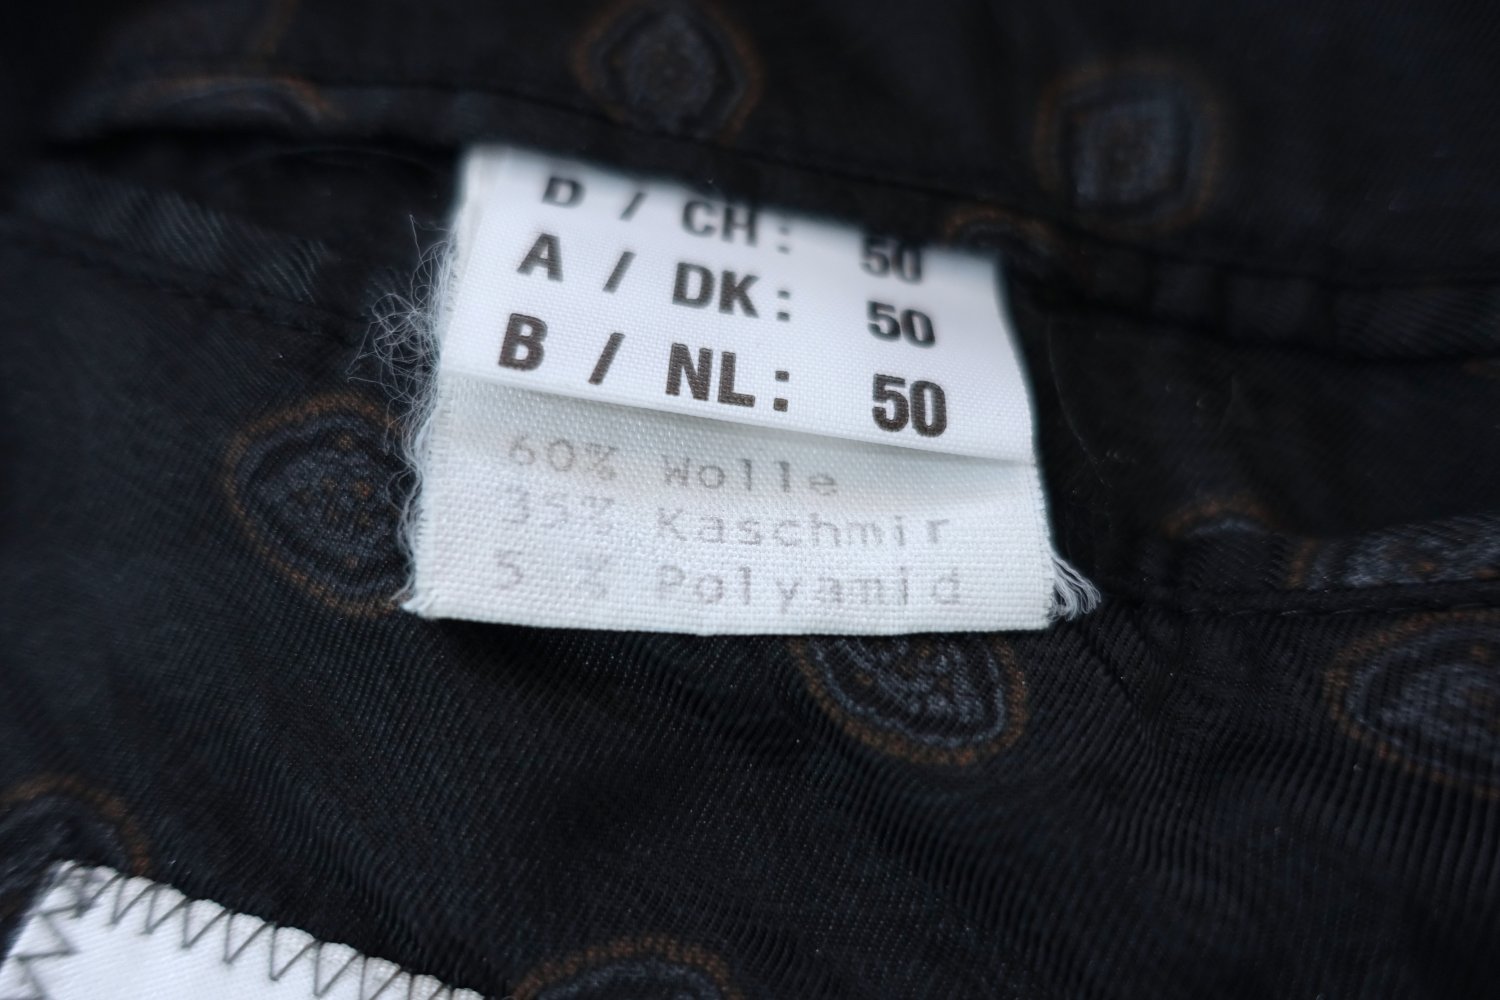 D / CH: 50
A / DK: 50
B / NL: 50
60% Wolle
35% Kaschmir
5 % Polyamid